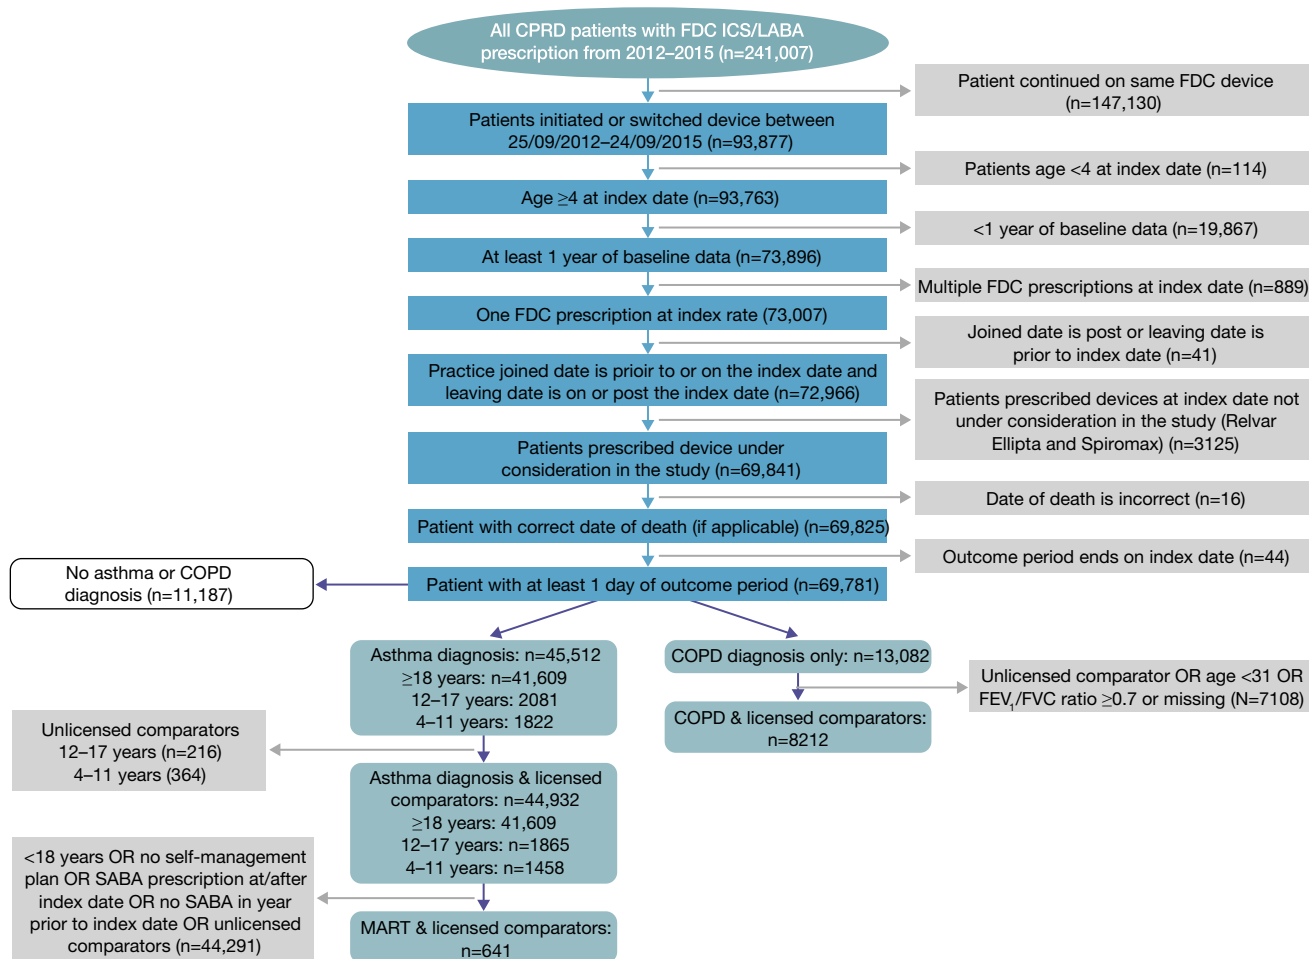 All CPRD patients with FDC ICS/LABA
prescription from 2012–2015 (n=241,007)
Patient continued on same FDC device
(n=147,130)
Patients initiated or switched device between
25/09/2012–24/09/2015 (n=93,877)
Patients age <4 at index date (n=114)
Age ≥4 at index date (n=93,763)
<1 year of baseline data (n=19,867)
At least 1 year of baseline data (n=73,896)
Multiple FDC prescriptions at index date (n=889)
One FDC prescription at index rate (73,007)
Joined date is post or leaving date is
prior to index date (n=41)
Practice joined date is prioir to or on the index date and
leaving date is on or post the index date (n=72,966)
Patients prescribed devices at index date not
under consideration in the study (Relvar
Ellipta and Spiromax) (n=3125)
Patients prescribed device under
consideration in the study (n=69,841)
Date of death is incorrect (n=16)
Patient with correct date of death (if applicable) (n=69,825)
Outcome period ends on index date (n=44)
Patient with at least 1 day of outcome period (n=69,781)
No asthma or COPD
diagnosis (n=11,187)
Asthma diagnosis: n=45,512
≥18 years: n=41,609
12–17 years: n=2081
4–11 years: n=1822
COPD diagnosis only: n=13,082
Unlicensed comparator OR age <31 OR
FEV1/FVC ratio ≥0.7 or missing (N=7108)
COPD & licensed comparators:
n=8212
Unlicensed comparators
12–17 years (n=216)
4–11 years (364)
Asthma diagnosis & licensed
comparators: n=44,932
≥18 years: 41,609
12–17 years: n=1865
4–11 years: n=1458
<18 years OR no self-management
plan OR SABA prescription at/after
index date OR no SABA in year
prior to index date OR unlicensed
comparators (n=44,291)
MART & licensed comparators:
n=641